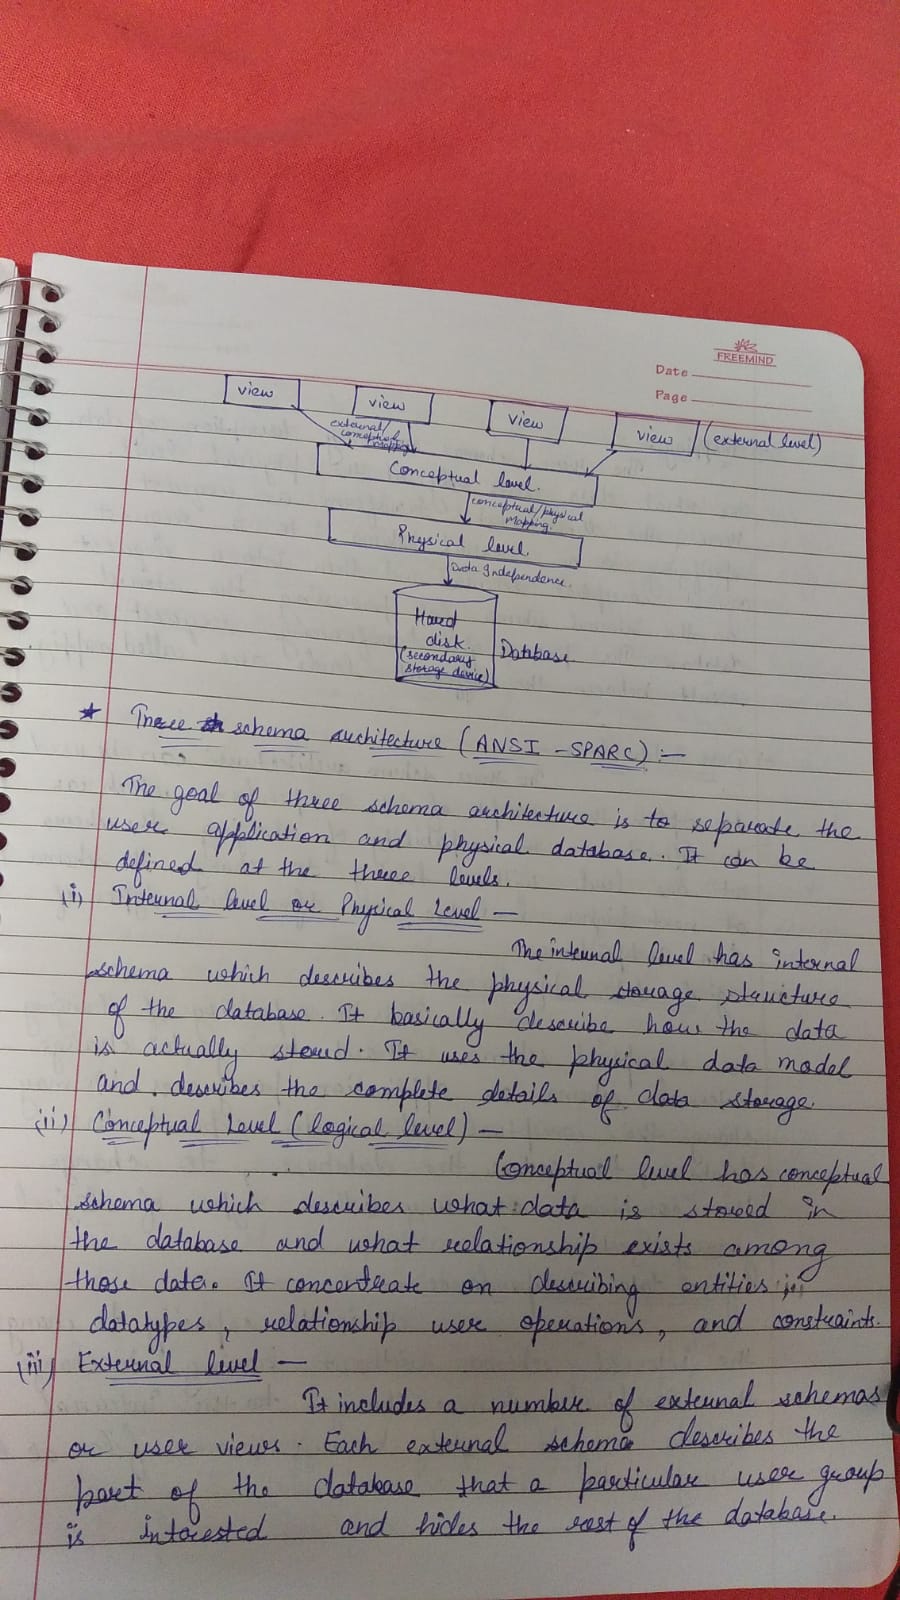 FREEMIND
Date
Page
view
view
view
view (external level)
external/
conceptual
mapping
Conceptual level.
conceptual/physical
Mapping.
Physical level.
Data Independence.
Hard
disk.
(secondary
storage device)
Database
★ Three schema architecture (ANSI - SPARC) :-
The goal of three schema architecture is to separate the
user application and physical database. It can be
defined at the three levels.
(i) Internal level or Physical Level —
The internal level has internal
schema which describes the physical storage structure
of the database. It basically describe how the data
is actually stored. It uses the physical data model
and describes the complete details of data storage.
(ii) Conceptual Level (logical level) —
Conceptual level has conceptual
schema which describes what data is stored in
the database and what relationship exists among
those data. It concentrate on describing entities,
datatypes, relationship user operations, and constraints.
(iii) External level —
It includes a number of external schemas
or user views. Each external schema describes the
part of the database that a particular user group
is interested and hides the rest of the database.